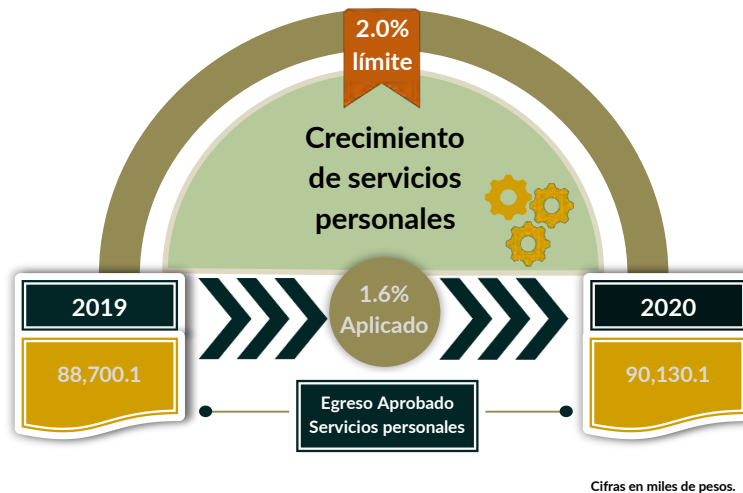 2.0%
límite
Crecimiento
de servicios
personales
2019
1.6%
Aplicado
2020
88,700.1
90,130.1
Egreso Aprobado
Servicios personales
Cifras en miles de pesos.